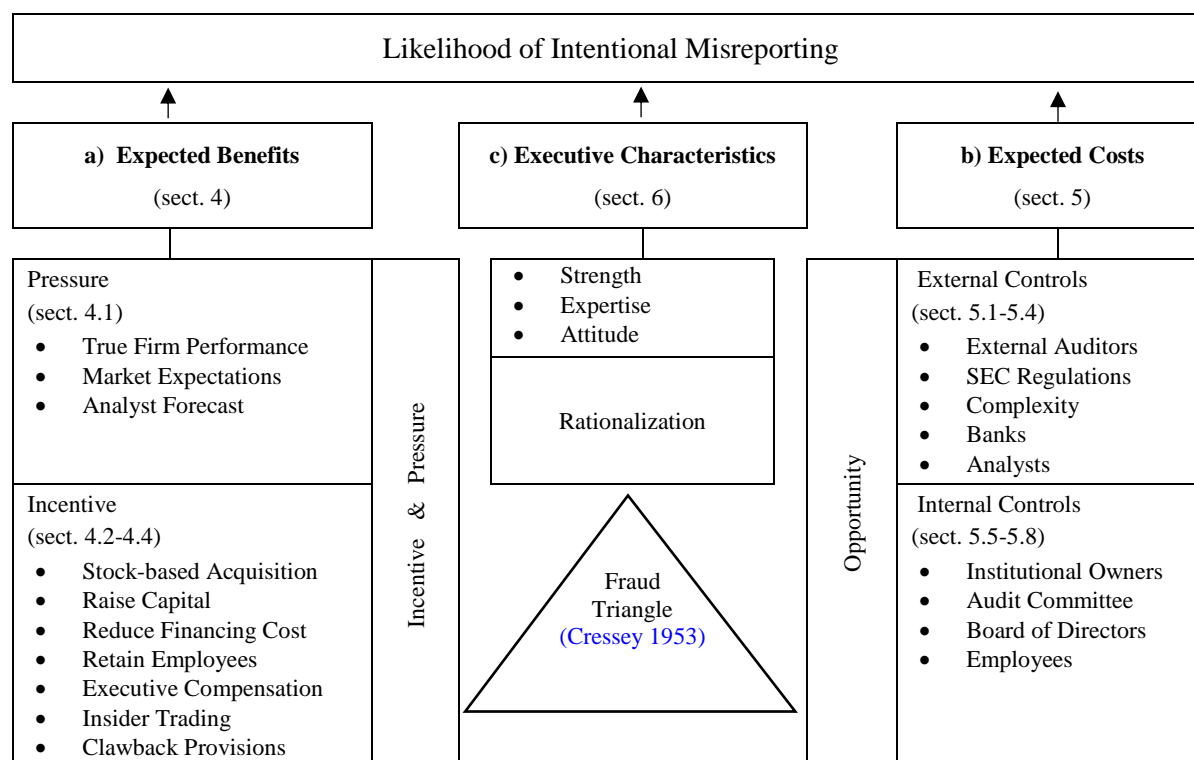 Likelihood of Intentional Misreporting
a) Expected Benefits
(sect. 4)
c) Executive Characteristics
(sect. 6)
b) Expected Costs
(sect. 5)
Pressure
(sect. 4.1)
• True Firm Performance
• Market Expectations
• Analyst Forecast
Incentive
(sect. 4.2-4.4)
• Stock-based Acquisition
• Raise Capital
• Reduce Financing Cost
• Retain Employees
• Executive Compensation
• Insider Trading
• Clawback Provisions
Incentive & Pressure
• Strength
• Expertise
• Attitude
Rationalization
Fraud
Triangle
(Cressey 1953)
Opportunity
External Controls
(sect. 5.1-5.4)
• External Auditors
• SEC Regulations
• Complexity
• Banks
• Analysts
Internal Controls
(sect. 5.5-5.8)
• Institutional Owners
• Audit Committee
• Board of Directors
• Employees